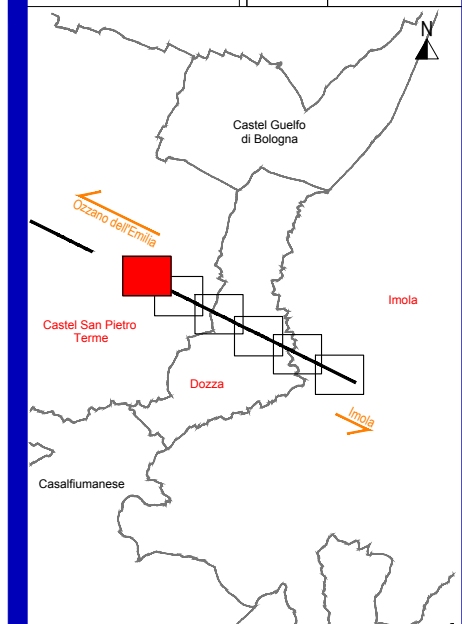 N
Castel Guelfo
di Bologna
Ozzano dell'Emilia
Imola
Castel San Pietro
Terme
Dozza
Imola
Casalfiumanese